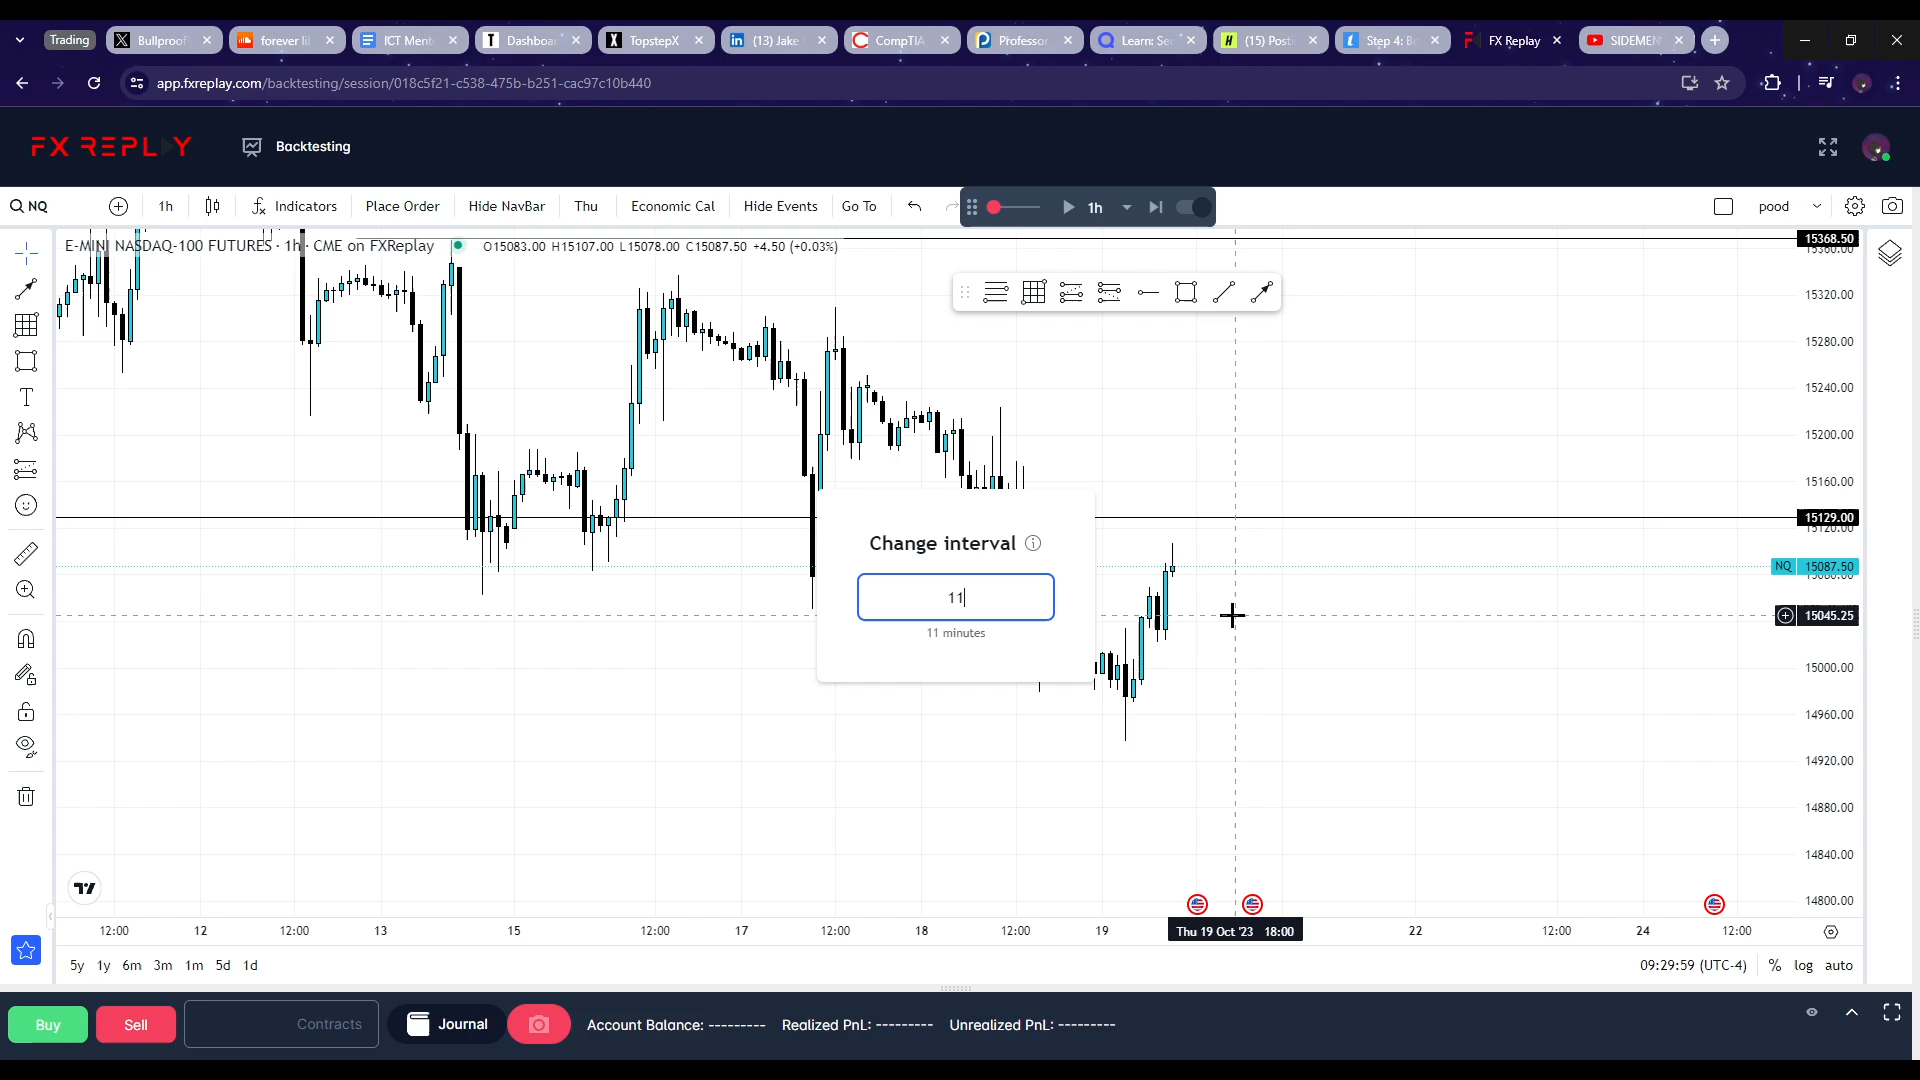 Trading
Bullproof
forever li
ICT Ment
Dashboar
TopstepX
(13) Jake
CompTIA
Professor
Learn: Sec
(15) Posti
Step 4: B
FX Replay
SIDEMEN
app.fxreplay.com/backtesting/session/018c5f21-c538-475b-b251-cac97c10b440
FX REPLAY
Backtesting
NQ
1h
Indicators
Place Order
Hide NavBar
Thu
Economic Cal
Hide Events
Go To
1h
pood
E-MINI NASDAQ-100 FUTURES · 1h · CME on FXReplay
O15083.00 H15107.00 L15078.00 C15087.50 +4.50 (+0.03%)
15368.50
15360.00
15320.00
15280.00
15240.00
15200.00
15160.00
15129.00
15120.00
NQ 15087.50
15080.00
15045.25
15000.00
14960.00
14920.00
14880.00
14840.00
14800.00
Change interval
11
11 minutes
12:00
12
12:00
13
15
12:00
17
12:00
18
12:00
19
Thu 19 Oct '23 18:00
22
12:00
24
12:00
5y
1y
6m
3m
1m
5d
1d
09:29:59 (UTC-4)
%
log
auto
Buy
Sell
Contracts
Journal
Account Balance: ---------
Realized PnL: ---------
Unrealized PnL: ---------